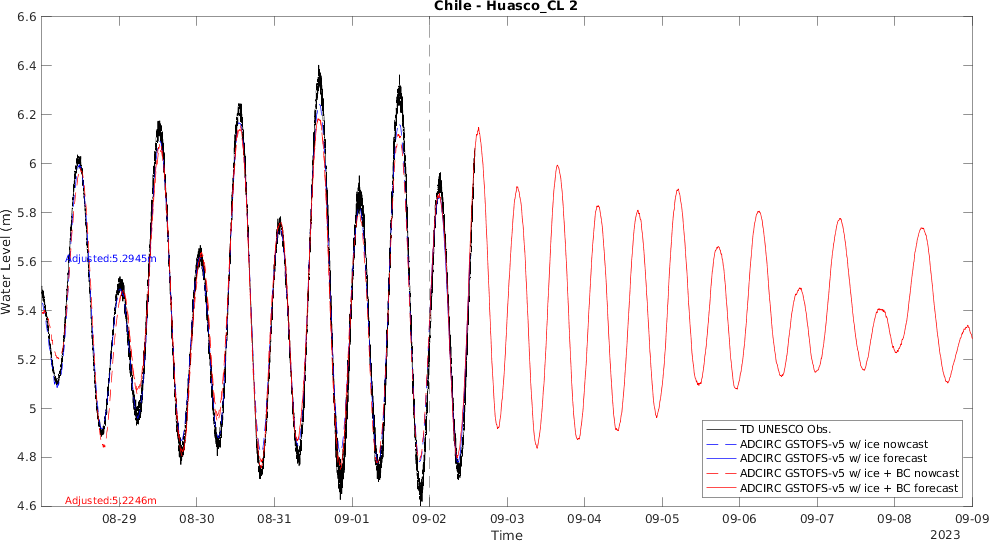 Chile - Huasco_CL 2
6.6
6.4
6.2
6
5.8
5.6
5.4
5.2
5
4.8
4.6
Water Level (m)
Adjusted:5.2945m
Adjusted:5.2246m
TD UNESCO Obs.
ADCIRC GSTOFS-v5 w/ ice nowcast
ADCIRC GSTOFS-v5 w/ ice forecast
ADCIRC GSTOFS-v5 w/ ice + BC nowcast
ADCIRC GSTOFS-v5 w/ ice + BC forecast
08-29 08-30 08-31 09-01 09-02 09-03 09-04 09-05 09-06 09-07 09-08 09-09
Time
2023